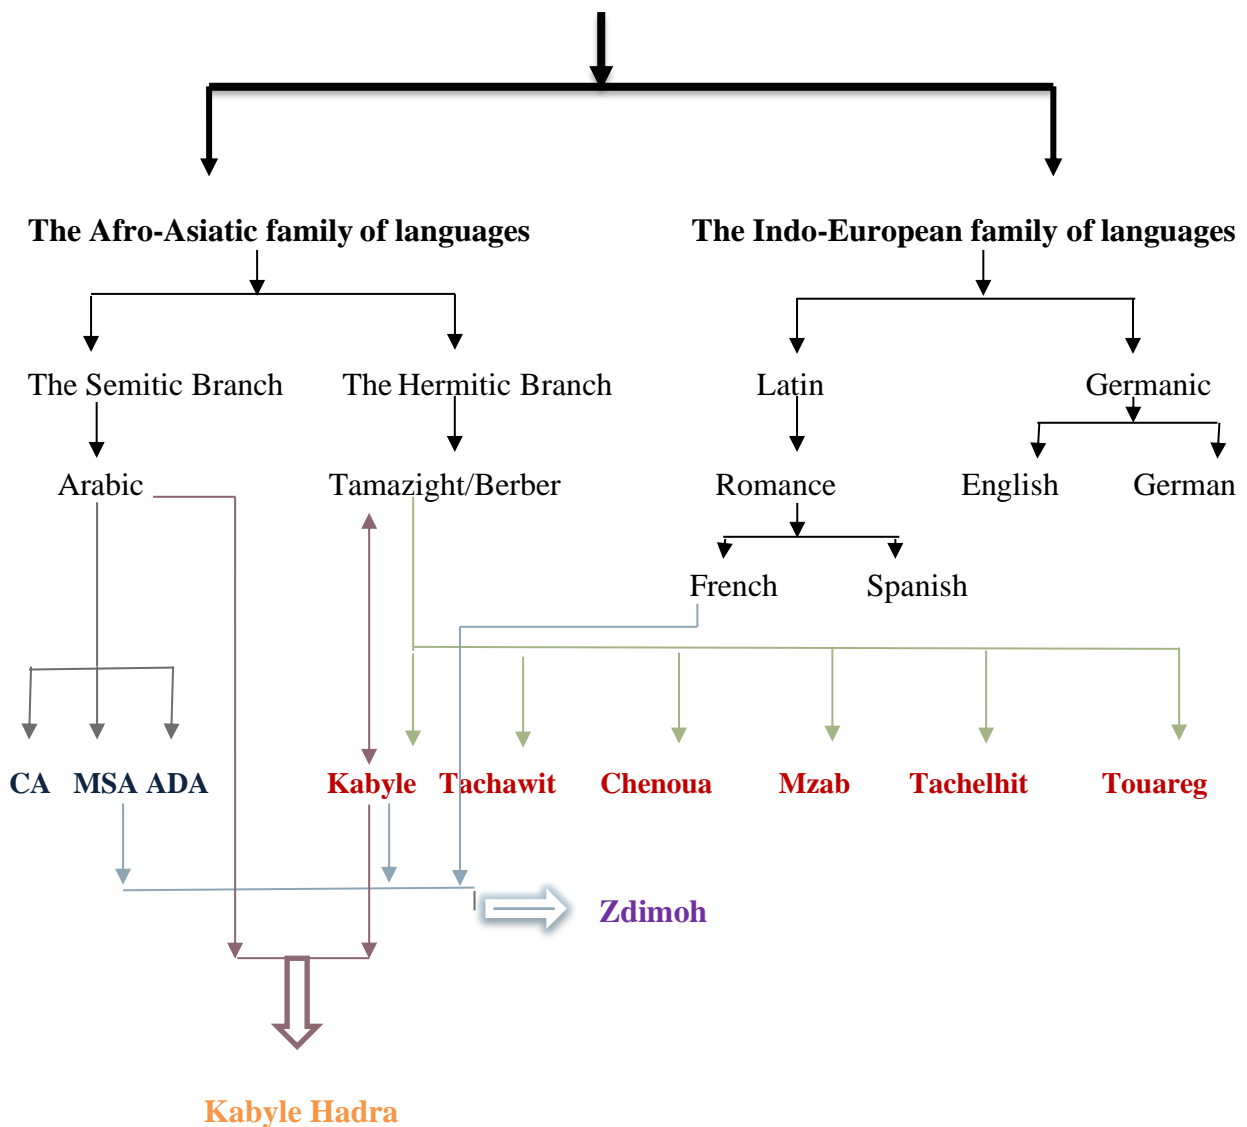 The Afro-Asiatic family of languages The Indo-European family of languages
The Semitic Branch The Hermitic Branch Latin Germanic
Arabic Tamazight/Berber Romance English German
French Spanish
CA MSA ADA Kabyle Tachawit Chenoua Mzab Tachelhit Touareg
Zdimoh
Kabyle Hadra